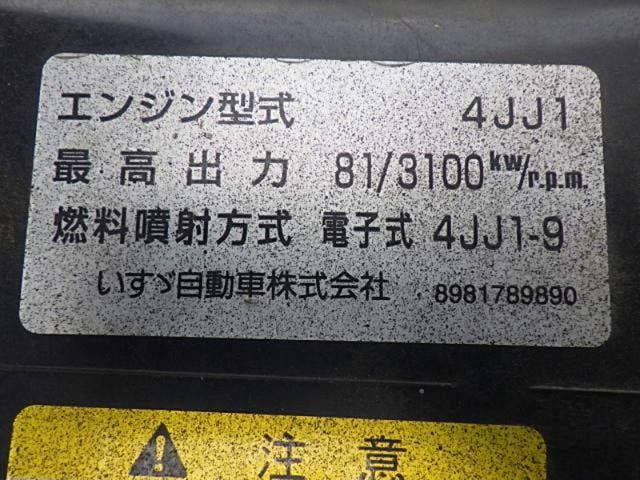 エンジン型式 4JJ1
最高出力 81/3100kw/r.p.m.
燃料噴射方式 電子式 4JJ1-9
いすゞ自動車株式会社 8981789890
注意